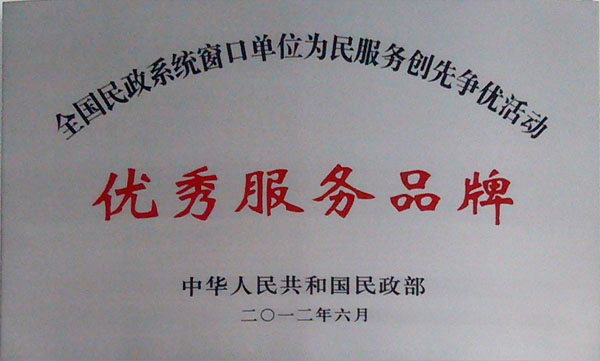 全国民政系统窗口单位为民服务创先争优活动
优秀服务品牌
中华人民共和国民政部
二〇一二年六月